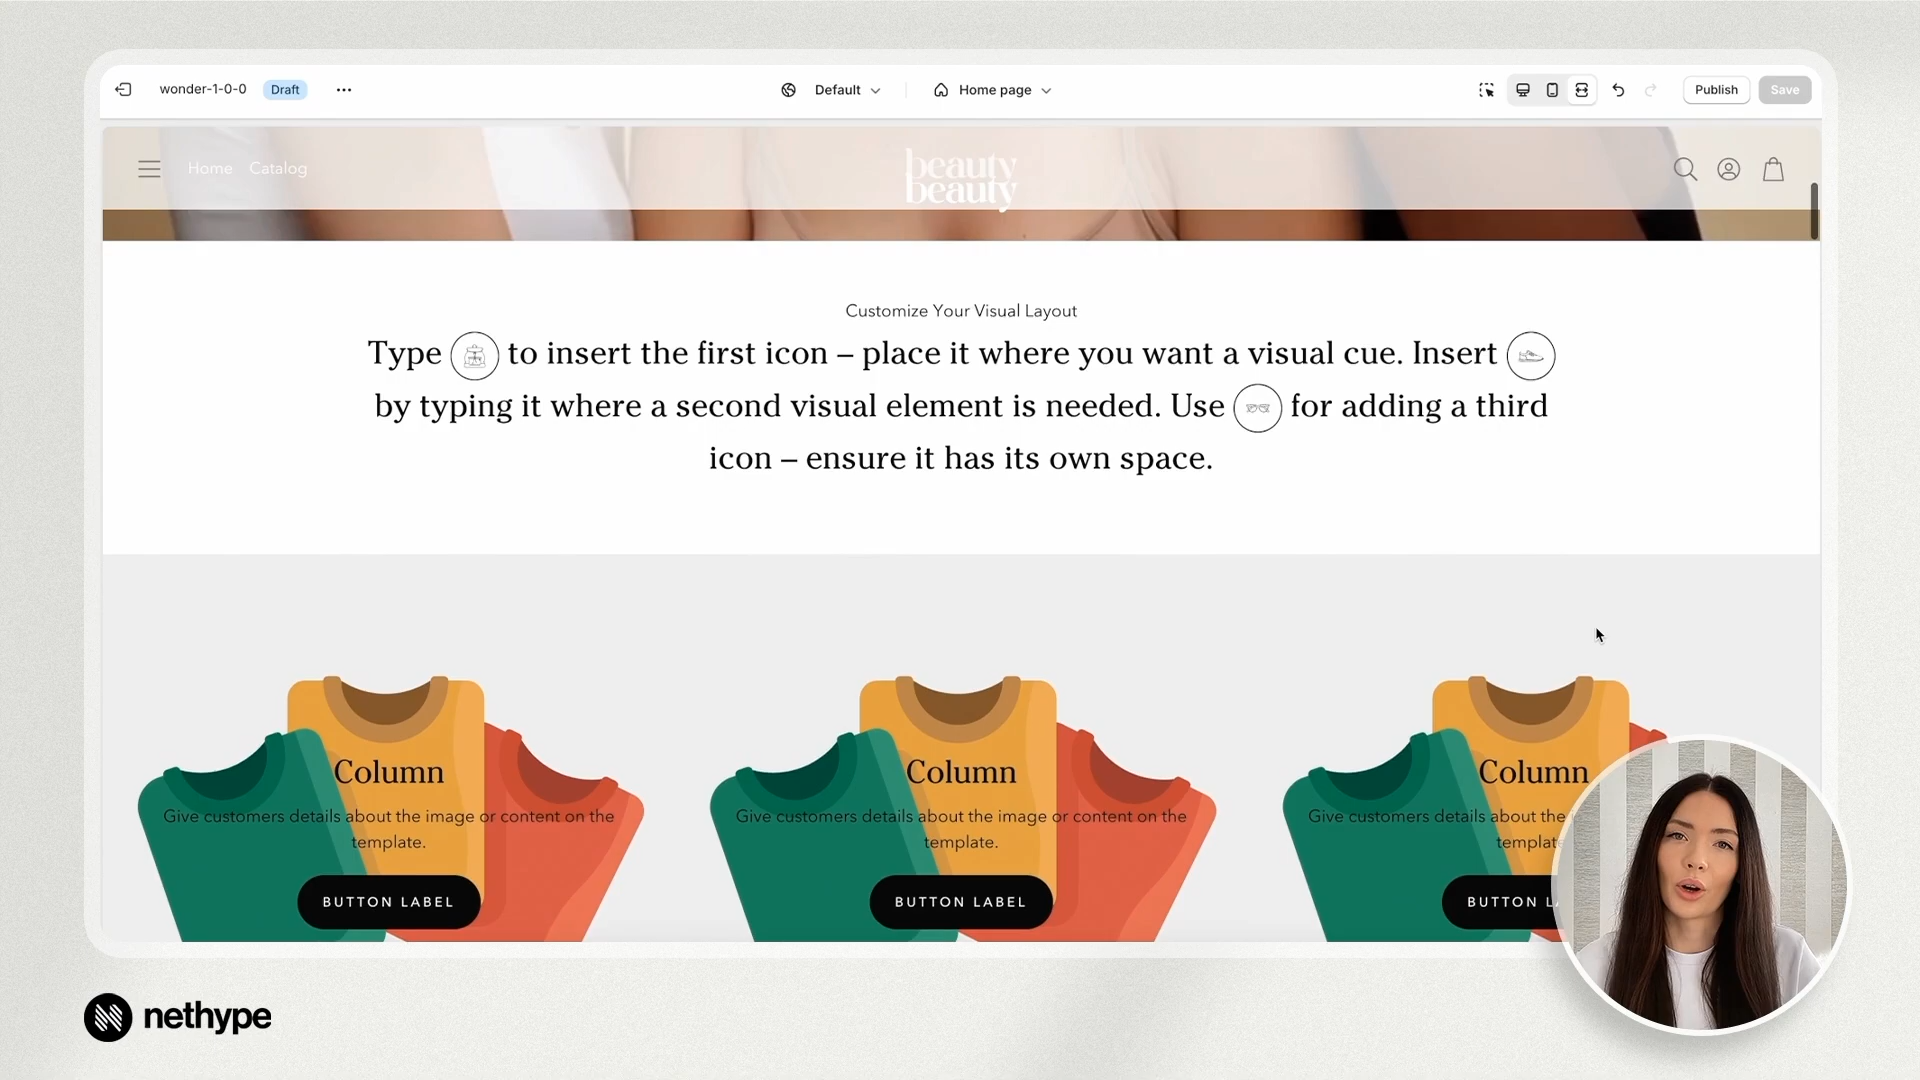 wonder-1-0-0 Draft Default Home page Publish Save
Home Catalog
beauty
beauty
Customize Your Visual Layout
Type to insert the first icon – place it where you want a visual cue. Insert
by typing it where a second visual element is needed. Use for adding a third
icon – ensure it has its own space.
Column Column Column
Give customers details about the image or content on the Give customers details about the image or content on the Give customers details about the
template. template. template
BUTTON LABEL BUTTON LABEL BUTTON
nethype